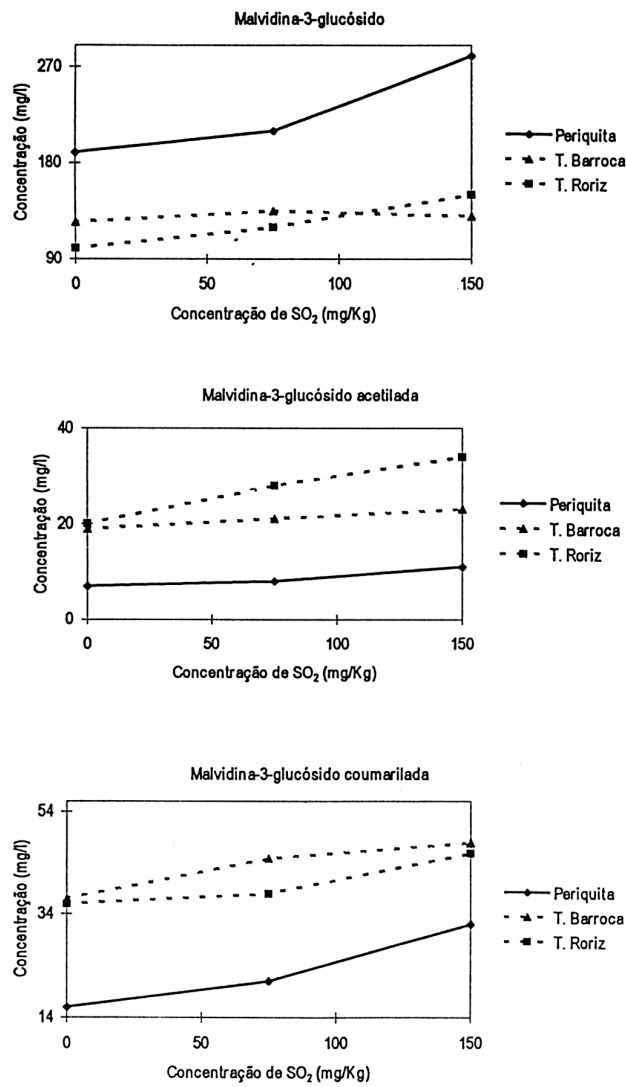 Malvidina-3-glucósido
Concentração (mg/l)
270
180
90
0
50
100
150
Concentração de SO₂ (mg/Kg)
Periquita
T. Barroca
T. Roriz
Malvidina-3-glucósido acetilada
Concentração (mg/l)
40
20
0
0
50
100
150
Concentração de SO₂ (mg/Kg)
Periquita
T. Barroca
T. Roriz
Malvidina-3-glucósido coumarilada
Concentração (mg/l)
54
34
14
0
50
100
150
Concentração de SO₂ (mg/Kg)
Periquita
T. Barroca
T. Roriz